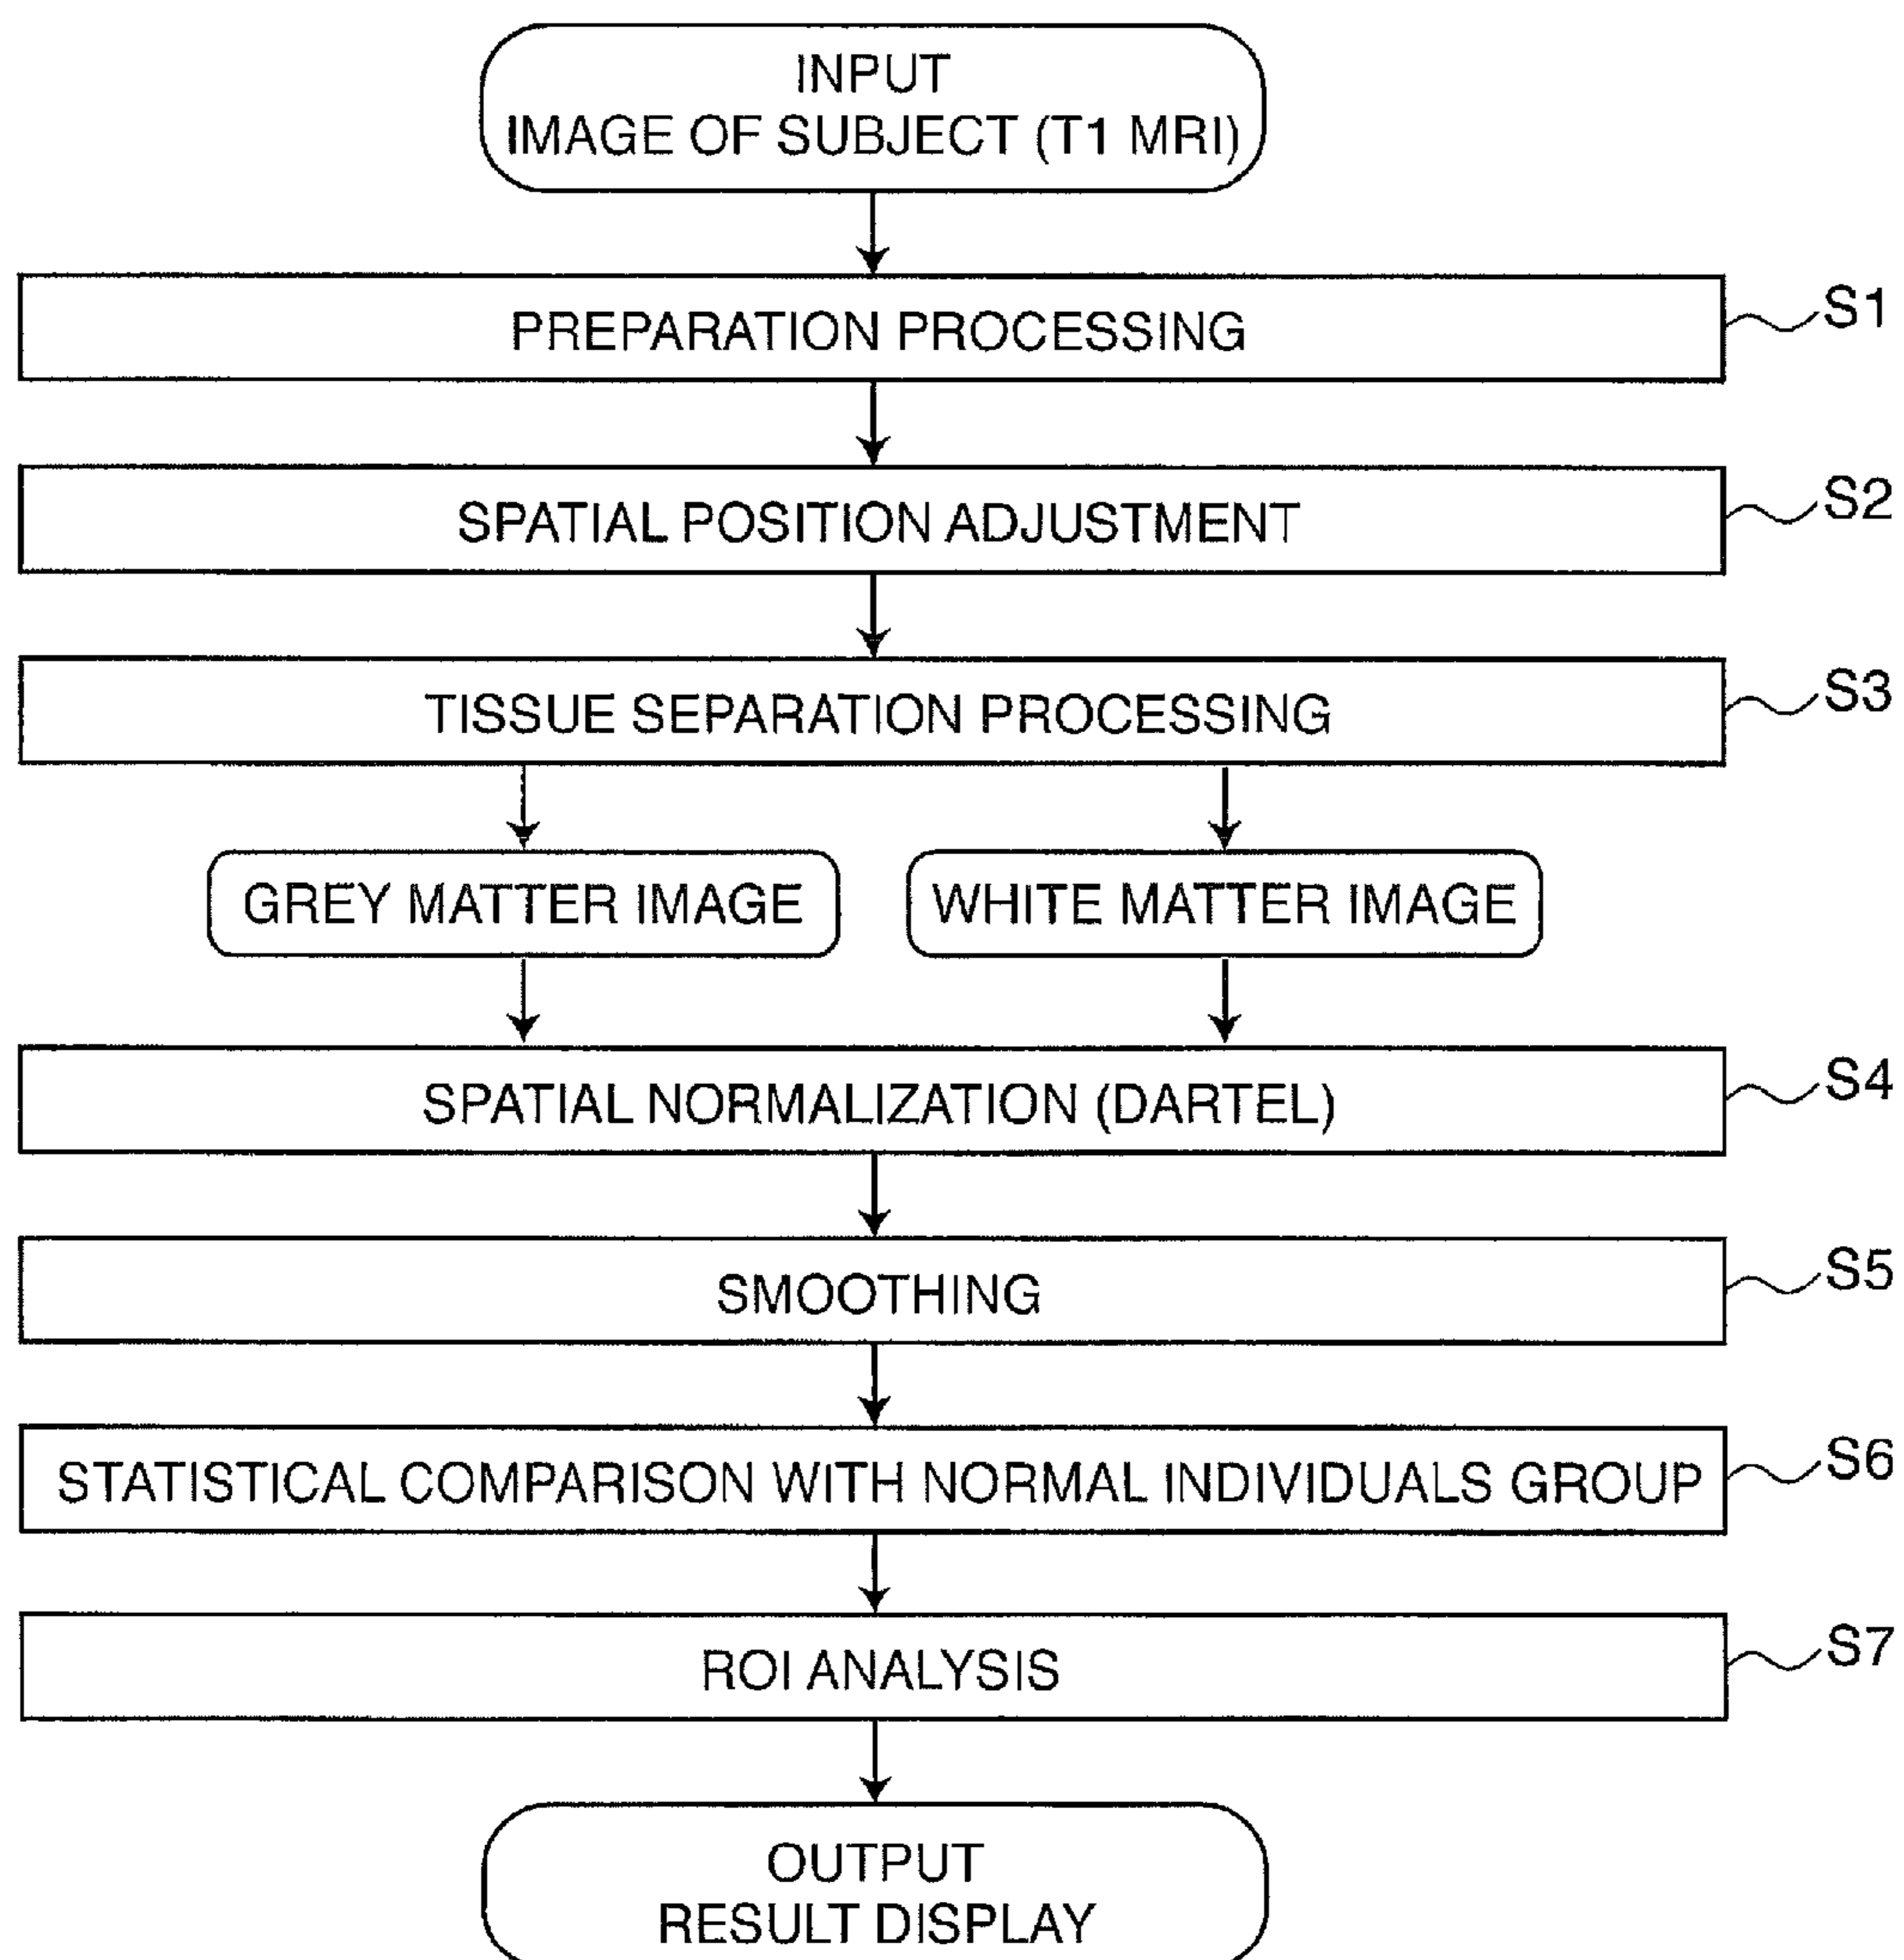 INPUT
IMAGE OF SUBJECT (T1 MRI)
PREPARATION PROCESSING
S1
SPATIAL POSITION ADJUSTMENT
S2
TISSUE SEPARATION PROCESSING
S3
GREY MATTER IMAGE
WHITE MATTER IMAGE
SPATIAL NORMALIZATION (DARTEL)
S4
SMOOTHING
S5
STATISTICAL COMPARISON WITH NORMAL INDIVIDUALS GROUP
S6
ROI ANALYSIS
S7
OUTPUT
RESULT DISPLAY